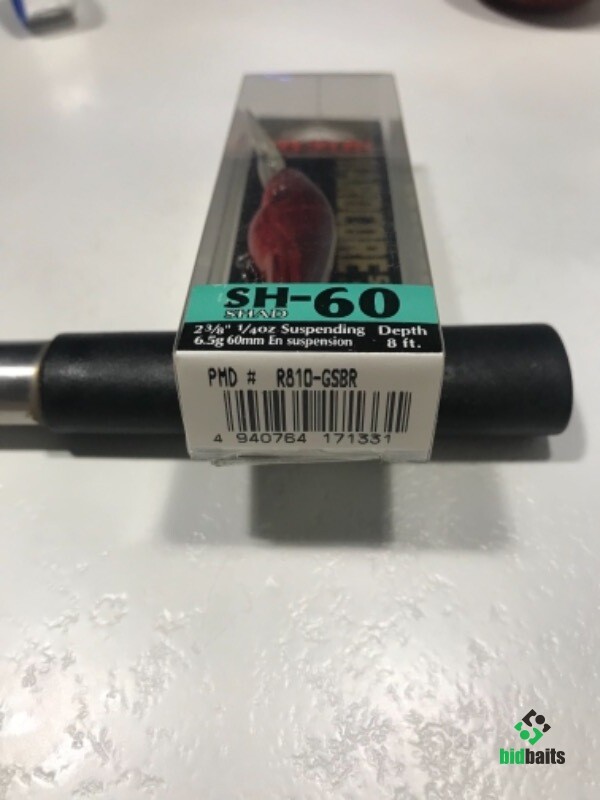 HARDCORE
SH-60
SHAD
2 3/8" 1/4oz Suspending Depth
6.5g 60mm En suspension 8 ft.
PMD # R810-GSBR
4 940764 171331
bidbaits